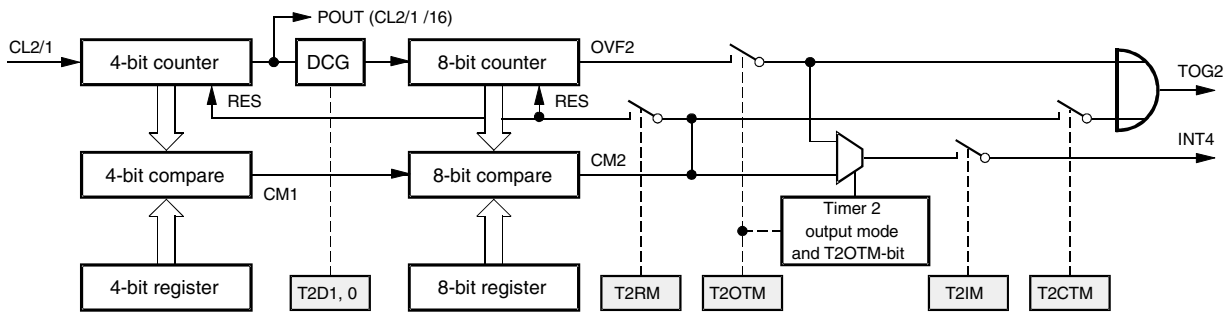 POUT (CL2/1 /16)
CL2/1
4-bit counter
DCG
8-bit counter
OVF2
TOG2
RES
RES
INT4
4-bit compare
CM1
8-bit compare
CM2
Timer 2
output mode
and T2OTM-bit
4-bit register
T2D1, 0
8-bit register
T2RM
T2OTM
T2IM
T2CTM